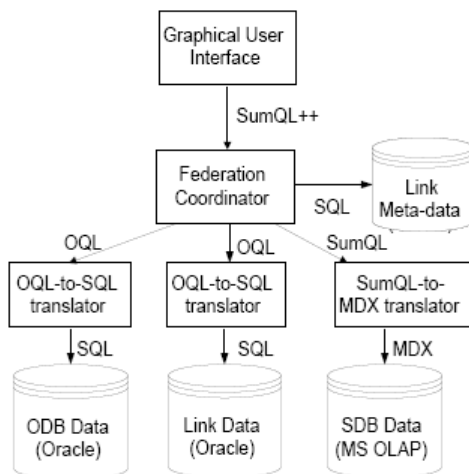 Graphical User
Interface
SumQL++
Federation
Coordinator
SQL
Link
Meta-data
OQL
OQL
SumQL
OQL-to-SQL
translator
OQL-to-SQL
translator
SumQL-to-
MDX translator
SQL
SQL
MDX
ODB Data
(Oracle)
Link Data
(Oracle)
SDB Data
(MS OLAP)